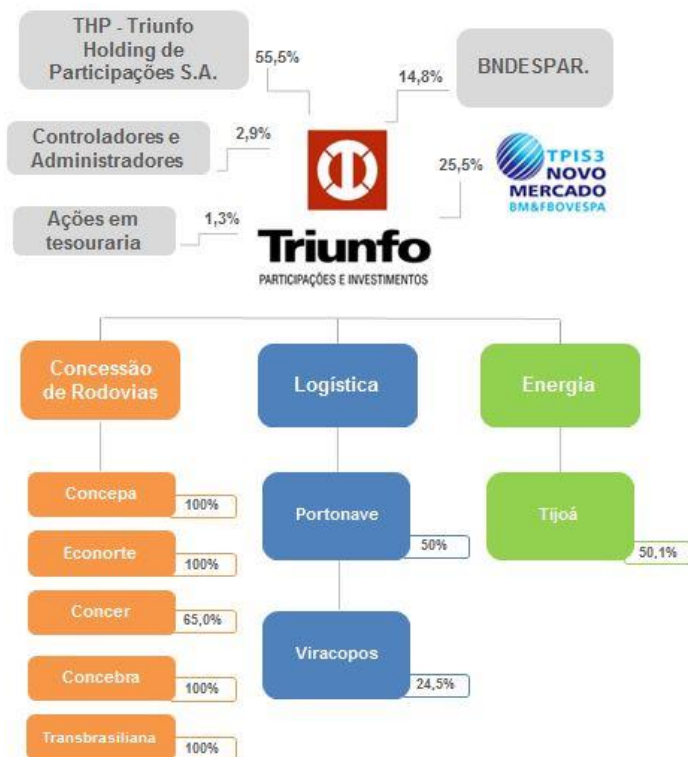 THP - Triunfo
Holding de
Participações S.A.
55,5%
14,8%
BNDESPAR.
Controladores e
Administradores
2,9%
25,5%
TPIS3
NOVO
MERCADO
BM&FBOVESPA
Ações em
tesouraria
1,3%
Triunfo
PARTICIPAÇÕES E INVESTIMENTOS
Concessão
de Rodovias
Logística
Energia
Concepa
100%
Econorte
100%
Concer
65,0%
Concebra
100%
Transbrasiliana
100%
Portonave
50%
Viracopos
24,5%
Tijoá
50,1%